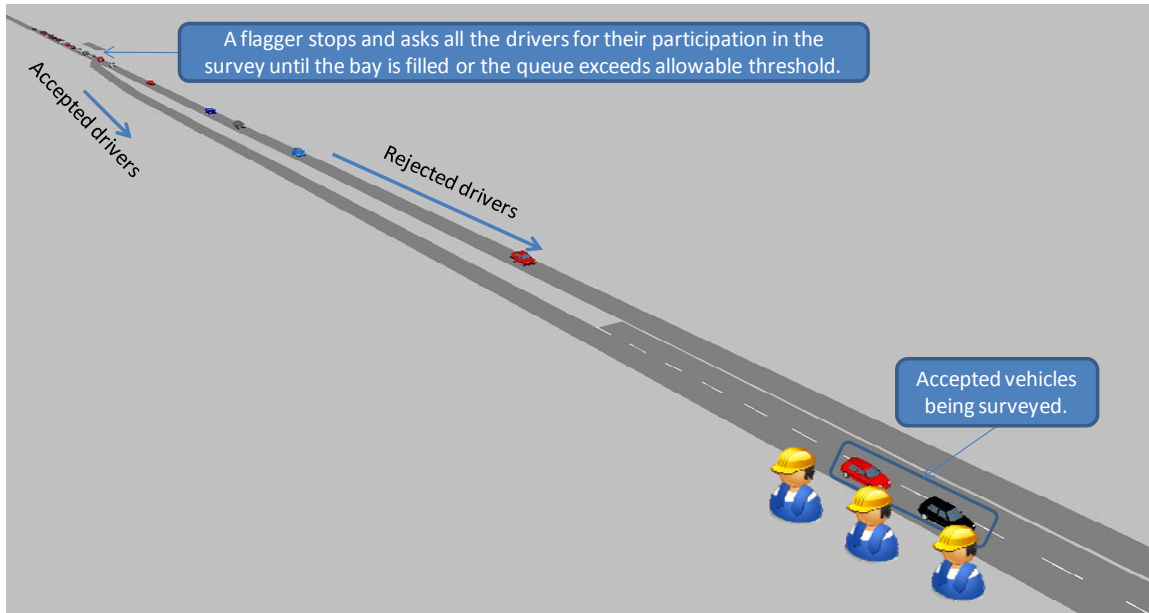 A flagger stops and asks all the drivers for their participation in the
survey until the bay is filled or the queue exceeds allowable threshold.
Accepted drivers
Rejected drivers
Accepted vehicles
being surveyed.